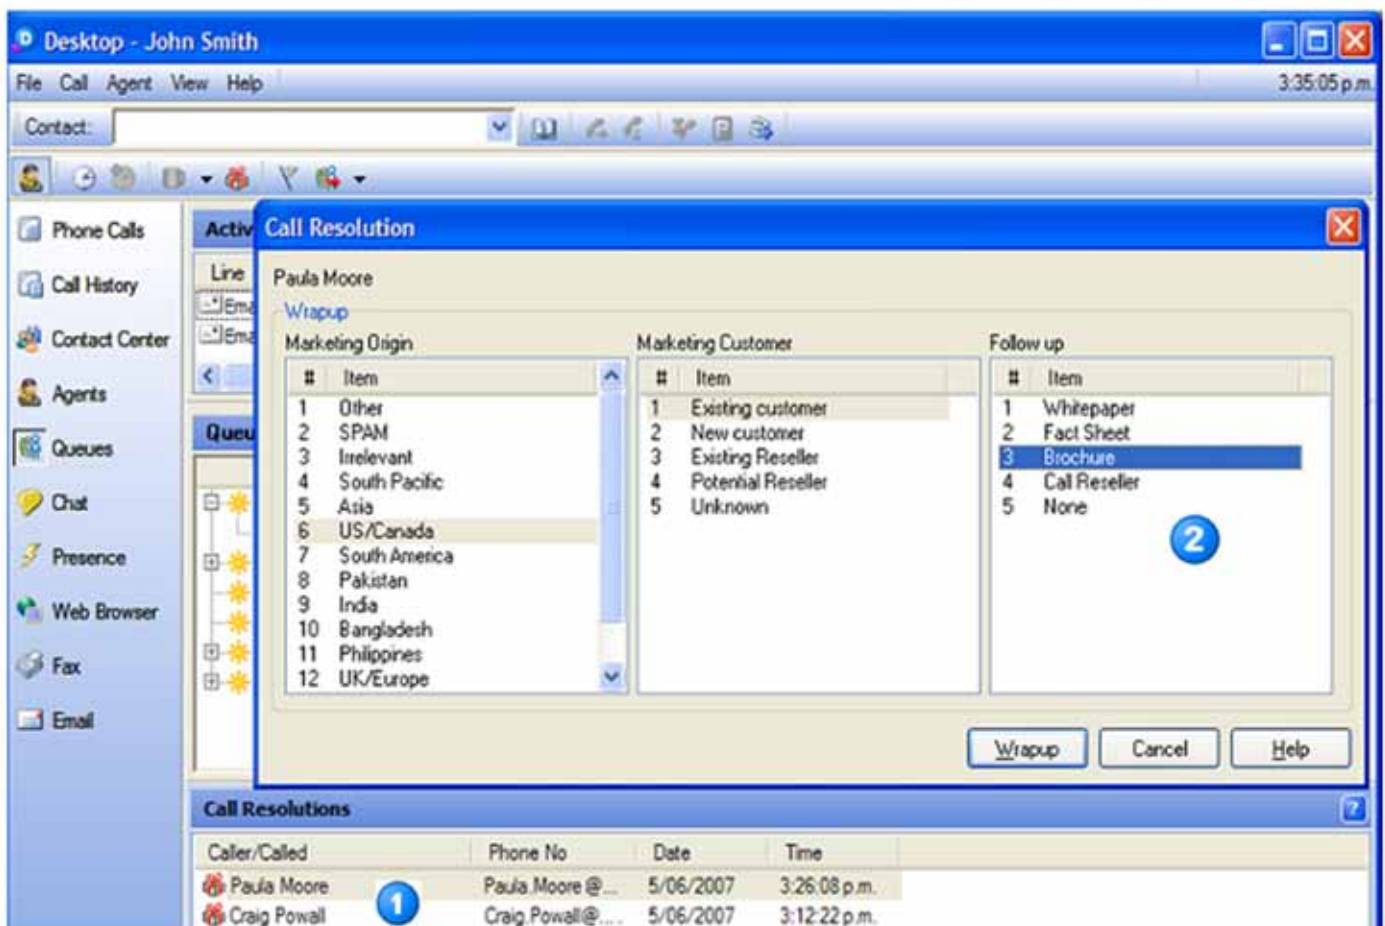 Desktop - John Smith
File Call Agent View Help 3:35:05 p.m.
Contact:
Phone Calls
Call History
Contact Center
Agents
Queues
Chat
Presence
Web Browser
Fax
Email
Activ
Line
Ema
Ema
Queu
Call Resolution
Paula Moore
Wrapup
Marketing Origin
# Item
1 Other
2 SPAM
3 Irrelevant
4 South Pacific
5 Asia
6 US/Canada
7 South America
8 Pakistan
9 India
10 Bangladesh
11 Philippines
12 UK/Europe
Marketing Customer
# Item
1 Existing customer
2 New customer
3 Existing Reseller
4 Potential Reseller
5 Unknown
Follow up
# Item
1 Whitepaper
2 Fact Sheet
3 Brochure
4 Call Reseller
5 None
2
Wrapup Cancel Help
Call Resolutions ?
Caller/Called Phone No Date Time
Paula Moore Paula.Moore@... 5/06/2007 3:26:08 p.m.
1
Craig Powall Craig.Powall@... 5/06/2007 3:12:22 p.m.